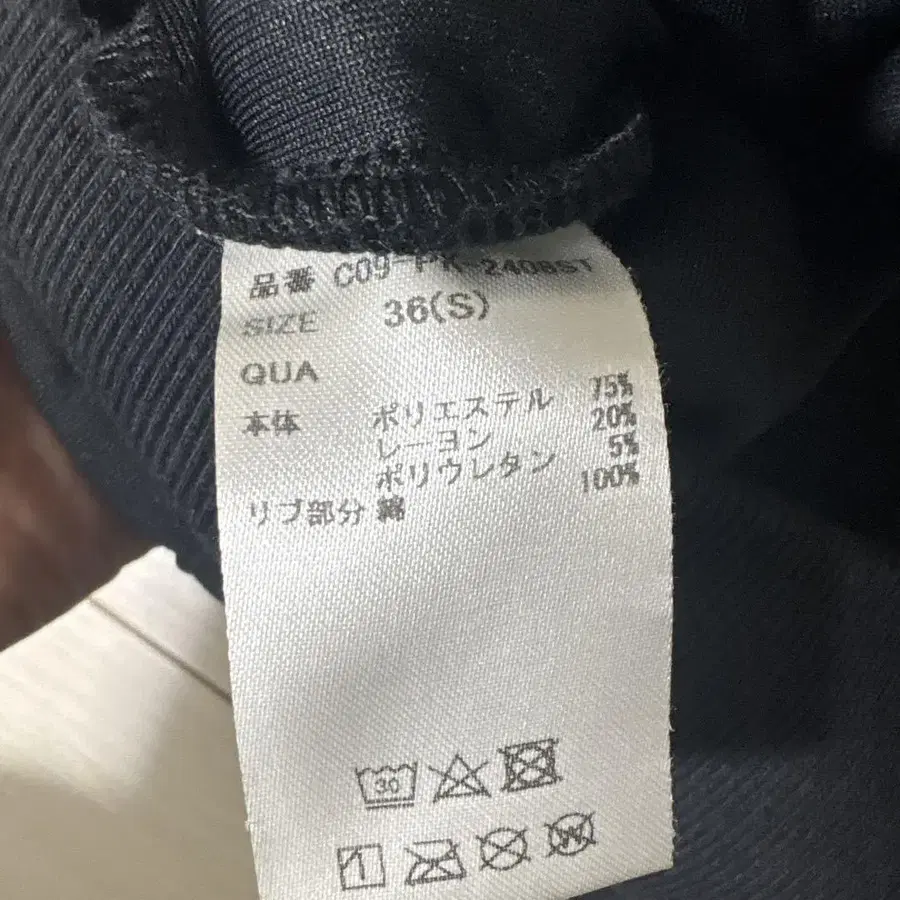 品番 C09-PK-2408ST
SIZE 36(S)
QUA
本体 ポリエステル 75%
レーヨン 20%
ポリウレタン 5%
リブ部分 綿 100%
30
W